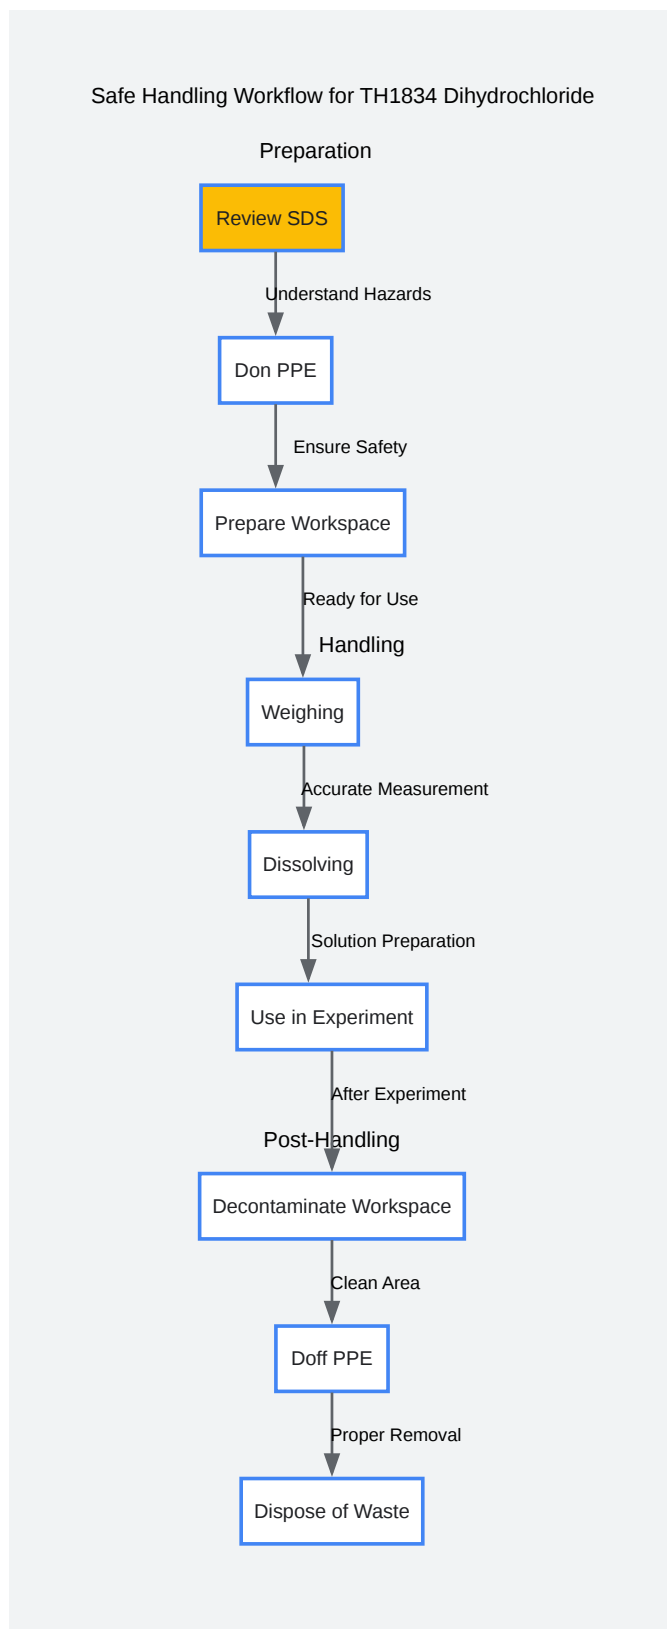 Safe Handling Workflow for TH1834 Dihydrochloride
Preparation
Review SDS
Understand Hazards
Don PPE
Ensure Safety
Prepare Workspace
Ready for Use
Handling
Weighing
Accurate Measurement
Dissolving
Solution Preparation
Use in Experiment
After Experiment
Post-Handling
Decontaminate Workspace
Clean Area
Doff PPE
Proper Removal
Dispose of Waste